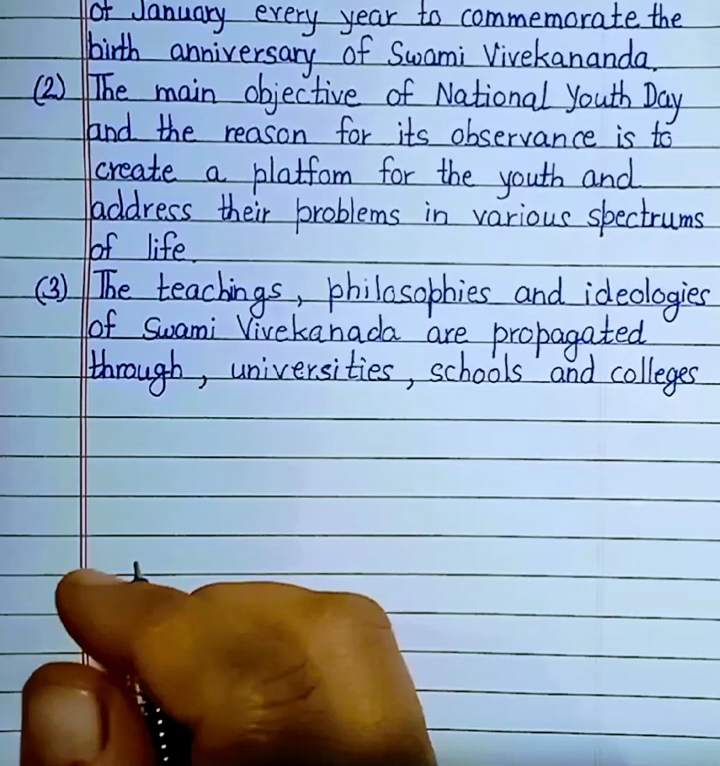 of January every year to commemorate the
birth anniversary of Swami Vivekananda.
(2) The main objective of National Youth Day
and the reason for its observance is to
create a platfom for the youth and
address their problems in various spectrums
of life.
(3) The teachings, philosophies and ideologies
of Swami Vivekanada are propagated
through, universities, schools and colleges